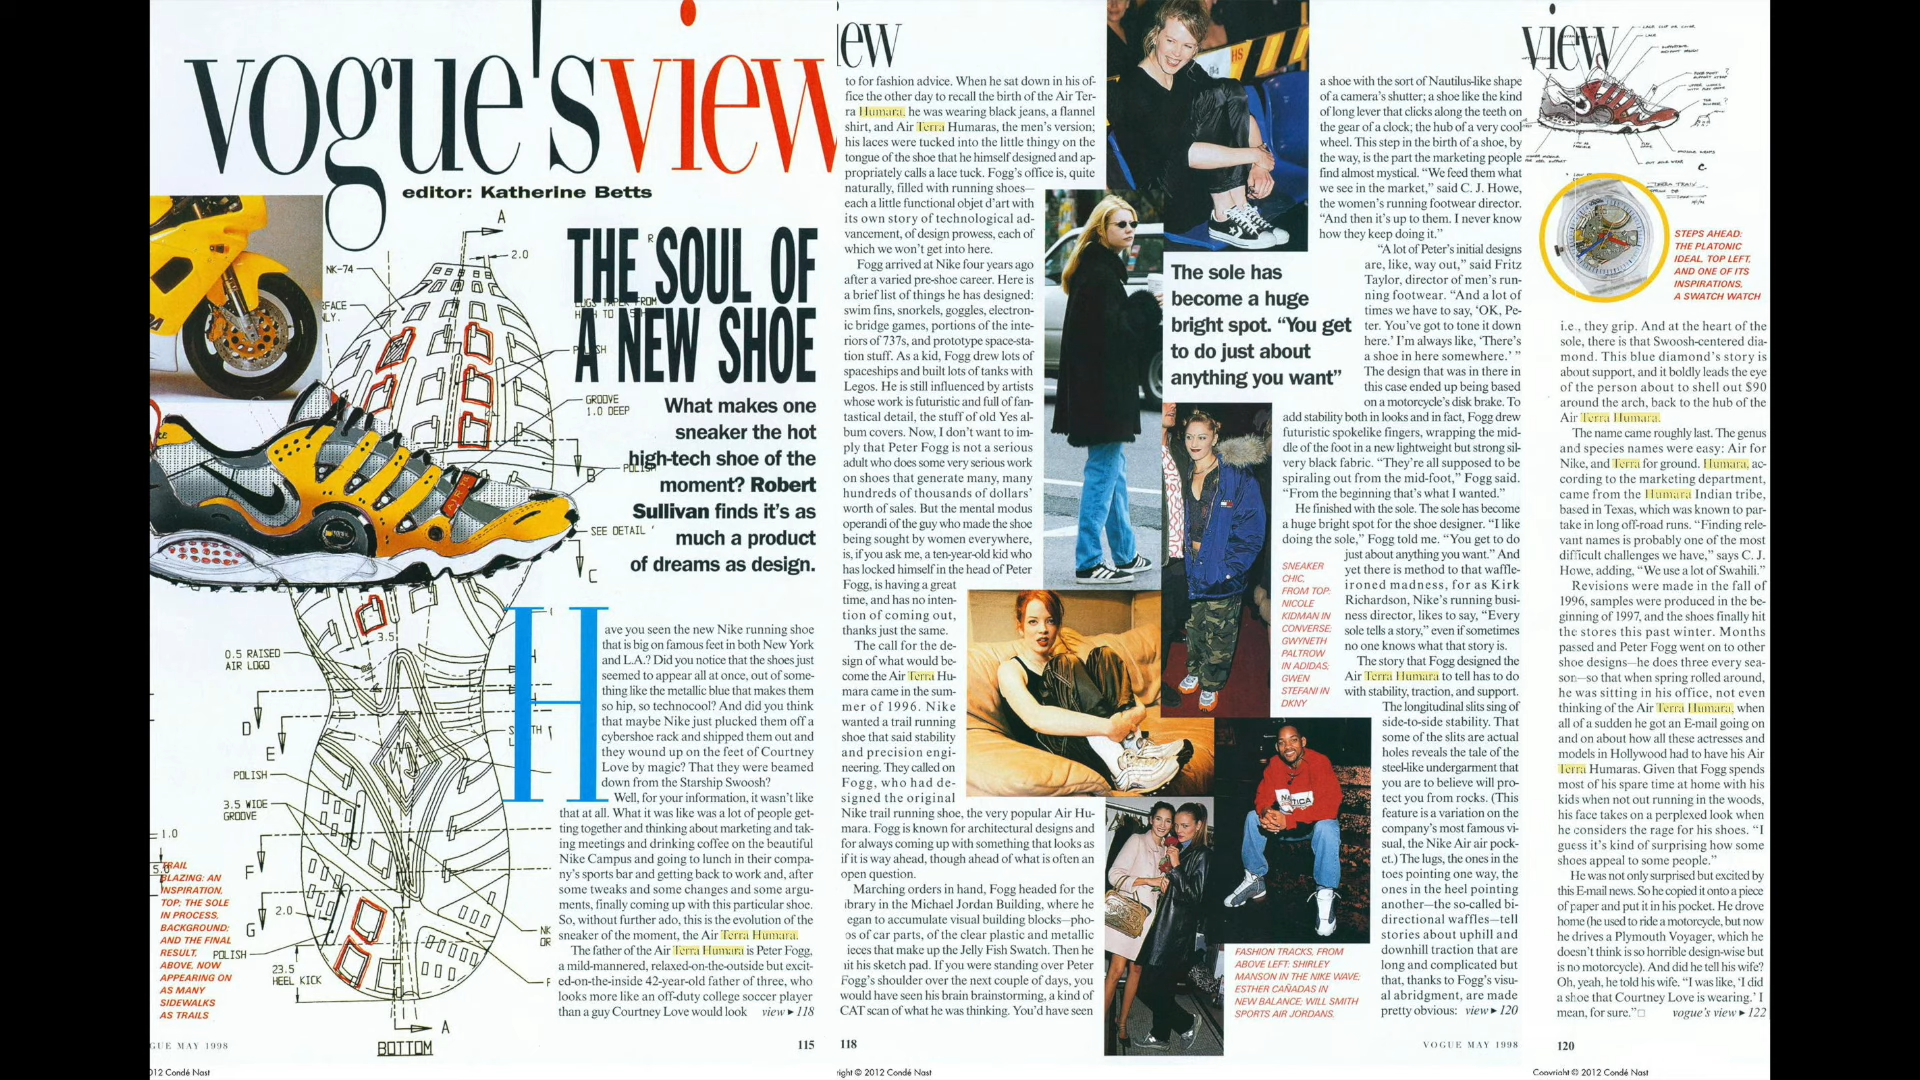 vogue's view
editor: Katherine Betts
THE SOUL OF
A NEW SHOE
What makes one
sneaker the hot
high-tech shoe of the
moment? Robert
Sullivan finds it's as
much a product
of dreams as design.
A
2.0
NK-74
POLISH
GROOVE
1.0 DEEP
B
SEE DETAIL
C
3.5
0.5 RAISED
AIR LOGO
D
E
POLISH
3.5 WIDE
GROOVE
1.0
F
2.0
G
POLISH
23.5
HEEL KICK
A
BOTTOM
TRAIL
BLAZING: AN
INSPIRATION,
TOP; THE SOLE
IN PROCESS,
BACKGROUND;
AND THE FINAL
RESULT,
ABOVE, NOW
APPEARING ON
AS MANY
SIDEWALKS
AS TRAILS
Have you seen the new Nike running shoe
that is big on famous feet in both New York
and L.A.? Did you notice that the shoes just
seemed to appear all at once, out of some-
thing like the metallic blue that makes them
so hip, so technocool? And did you think
that maybe Nike just plucked them off a
cybershoe rack and shipped them out and
they wound up on the feet of Courtney
Love by magic? That they were beamed
down from the Starship Swoosh?
Well, for your information, it wasn't like
that at all. What it was like was a lot of people get-
ting together and thinking about marketing and tak-
ing meetings and drinking coffee on the beautiful
Nike Campus and going to lunch in their compa-
ny's sports bar and getting back to work and, after
some tweaks and some changes and some argu-
ments, finally coming up with this particular shoe.
So, without further ado, this is the evolution of the
sneaker of the moment, the Air Terra Humara.
The father of the Air Terra Humara is Peter Fogg,
a mild-mannered, relaxed-on-the-outside but excit-
ed-on-the-inside 42-year-old father of three, who
looks more like an off-duty college soccer player
than a guy Courtney Love would look view ▸ 118
GUE MAY 1998
115
012 Condé Nast
iew
to for fashion advice. When he sat down in his of-
fice the other day to recall the birth of the Air Ter-
ra Humara, he was wearing black jeans, a flannel
shirt, and Air Terra Humaras, the men's version;
his laces were tucked into the little thingy on the
tongue of the shoe that he himself designed and ap-
propriately calls a lace tuck. Fogg's office is, quite
naturally, filled with running shoes—
each a little functional objet d'art with
its own story of technological ad-
vancement, of design prowess, each of
which we won't get into here.
Fogg arrived at Nike four years ago
after a varied pre-shoe career. Here is
a brief list of things he has designed:
swim fins, snorkels, goggles, electron-
ic bridge games, portions of the inte-
riors of 737s, and prototype space-sta-
tion stuff. As a kid, Fogg drew lots of
spaceships and built lots of tanks with
Legos. He is still influenced by artists
whose work is futuristic and full of fan-
tastical detail, the stuff of old Yes al-
bum covers. Now, I don't want to im-
ply that Peter Fogg is not a serious
adult who does some very serious work
on shoes that generate many, many
hundreds of thousands of dollars'
worth of sales. But the mental modus
operandi of the guy who made the shoe
being sought by women everywhere,
is, if you ask me, a ten-year-old kid who
has locked himself in the head of Peter
Fogg, is having a great
time, and has no inten-
tion of coming out,
thanks just the same.
The call for the de-
sign of what would be-
come the Air Terra Hu-
mara came in the sum-
mer of 1996. Nike
wanted a trail running
shoe that said stability
and precision engi-
neering. They called on
Fogg, who had de-
signed the original
Nike trail running shoe, the very popular Air Hu-
mara. Fogg is known for architectural designs and
for always coming up with something that looks as
if it is way ahead, though ahead of what is often an
open question.
Marching orders in hand, Fogg headed for the
library in the Michael Jordan Building, where he
egan to accumulate visual building blocks—pho-
os of car parts, of the clear plastic and metallic
ieces that make up the Jelly Fish Swatch. Then he
hit his sketch pad. If you were standing over Peter
Fogg's shoulder over the next couple of days, you
would have seen his brain brainstorming, a kind of
CAT scan of what he was thinking. You'd have seen
118
right © 2012 Condé Nast
The sole has
become a huge
bright spot. “You get
to do just about
anything you want”
a shoe with the sort of Nautilus-like shape
of a camera's shutter; a shoe like the kind
of long lever that clicks along the teeth on
the gear of a clock; the hub of a very cool
wheel. This step in the birth of a shoe, by
the way, is the part the marketing people
find almost mystical. “We feed them what
we see in the market,” said C. J. Howe,
the women's running footwear director.
“And then it's up to them. I never know
how they keep doing it.”
“A lot of Peter's initial designs
are, like, way out,” said Fritz
Taylor, director of men's run-
ning footwear. “And a lot of
times we have to say, ‘OK, Pe-
ter. You've got to tone it down
here.’ I'm always like, ‘There's
a shoe in here somewhere.’ ”
The design that was in there in
this case ended up being based
on a motorcycle's disk brake. To
add stability both in looks and in fact, Fogg drew
futuristic spokelike fingers, wrapping the mid-
dle of the foot in a new lightweight but strong sil-
very black fabric. “They're all supposed to be
spiraling out from the mid-foot,” Fogg said.
“From the beginning that's what I wanted.”
He finished with the sole. The sole has become
a huge bright spot for the shoe designer. “I like
doing the sole,” Fogg told me. “You get to do
just about anything you want.” And
yet there is method to that waffle-
ironed madness, for as Kirk
Richardson, Nike's running busi-
ness director, likes to say, “Every
sole tells a story,” even if sometimes
no one knows what that story is.
The story that Fogg designed the
Air Terra Humara to tell has to do
with stability, traction, and support.
The longitudinal slits sing of
side-to-side stability. That
some of the slits are actual
holes reveals the tale of the
steel-like undergarment that
you are to believe will pro-
tect you from rocks. (This
feature is a variation on the
company's most famous vi-
sual, the Nike Air air pock-
et.) The lugs, the ones in the
toes pointing one way, the
ones in the heel pointing
another—the so-called bi-
directional waffles—tell
stories about uphill and
downhill traction that are
long and complicated but
that, thanks to Fogg's visu-
al abridgment, are made
pretty obvious: view ▸ 120
SNEAKER
CHIC,
FROM TOP:
NICOLE
KIDMAN IN
CONVERSE;
GWYNETH
PALTROW
IN ADIDAS;
GWEN
STEFANI IN
DKNY
NAUTICA
FASHION TRACKS, FROM
ABOVE LEFT: SHIRLEY
MANSON IN THE NIKE WAVE;
ESTHER CAÑADAS IN
NEW BALANCE; WILL SMITH
SPORTS AIR JORDANS.
VOGUE MAY 1998
view
STEPS AHEAD:
THE PLATONIC
IDEAL, TOP LEFT,
AND ONE OF ITS
INSPIRATIONS,
A SWATCH WATCH
i.e., they grip. And at the heart of the
sole, there is that Swoosh-centered dia-
mond. This blue diamond's story is
about support, and it boldly leads the eye
of the person about to shell out $90
around the arch, back to the hub of the
Air Terra Humara.
The name came roughly last. The genus
and species names were easy: Air for
Nike, and Terra for ground. Humara, ac-
cording to the marketing department,
came from the Humara Indian tribe,
based in Texas, which was known to par-
take in long off-road runs. “Finding rele-
vant names is probably one of the most
difficult challenges we have,” says C. J.
Howe, adding, “We use a lot of Swahili.”
Revisions were made in the fall of
1996, samples were produced in the be-
ginning of 1997, and the shoes finally hit
the stores this past winter. Months
passed and Peter Fogg went on to other
shoe designs—he does three every sea-
son—so that when spring rolled around,
he was sitting in his office, not even
thinking of the Air Terra Humara, when
all of a sudden he got an E-mail going on
and on about how all these actresses and
models in Hollywood had to have his Air
Terra Humaras. Given that Fogg spends
most of his spare time at home with his
kids when not out running in the woods,
his face takes on a perplexed look when
he considers the rage for his shoes. “I
guess it's kind of surprising how some
shoes appeal to some people.”
He was not only surprised but excited by
this E-mail news. So he copied it onto a piece
of paper and put it in his pocket. He drove
home (he used to ride a motorcycle, but now
he drives a Plymouth Voyager, which he
doesn't think is so horrible design-wise but
is no motorcycle). And did he tell his wife?
Oh, yeah, he told his wife. “I was like, ‘I did
a shoe that Courtney Love is wearing.’ I
mean, for sure.”□ vogue's view ▸ 122
120
Copyright © 2012 Condé Nast